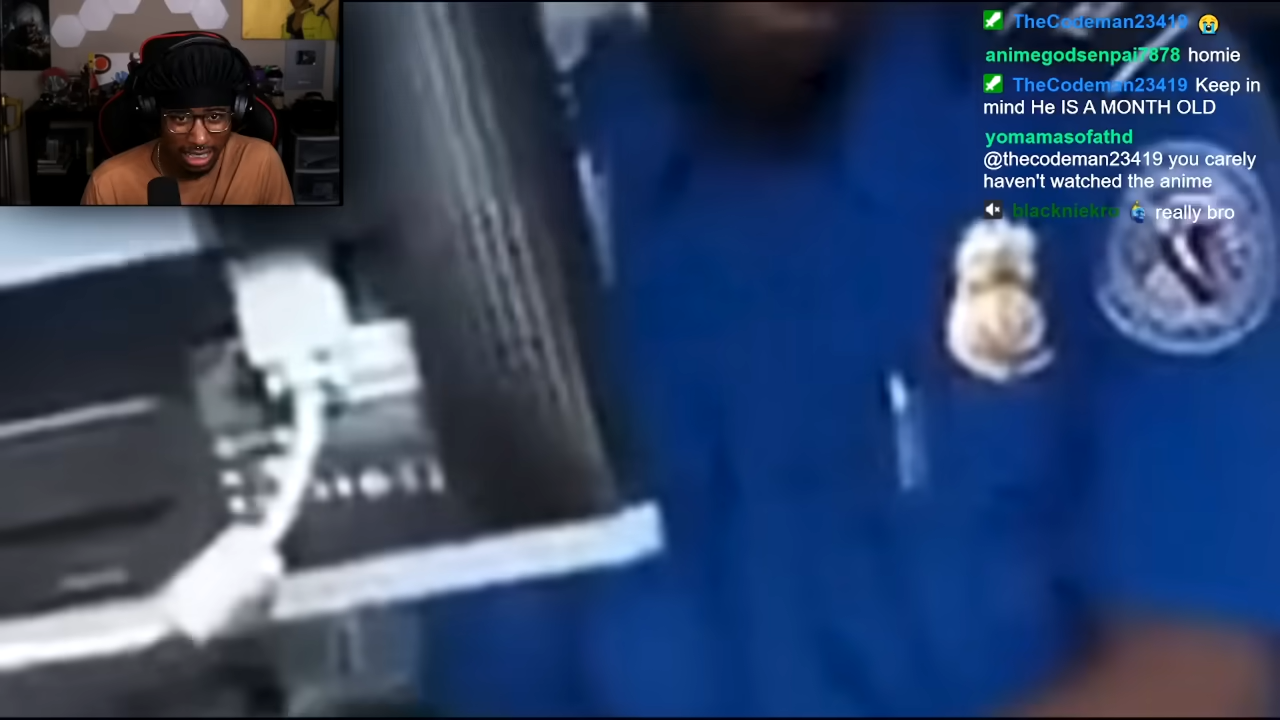 TheCodeman23419
animegodsenpai7878 homie
TheCodeman23419 Keep in
mind He IS A MONTH OLD
yomamasofathd
@thecodeman23419 you carely
haven't watched the anime
blackniekro really bro